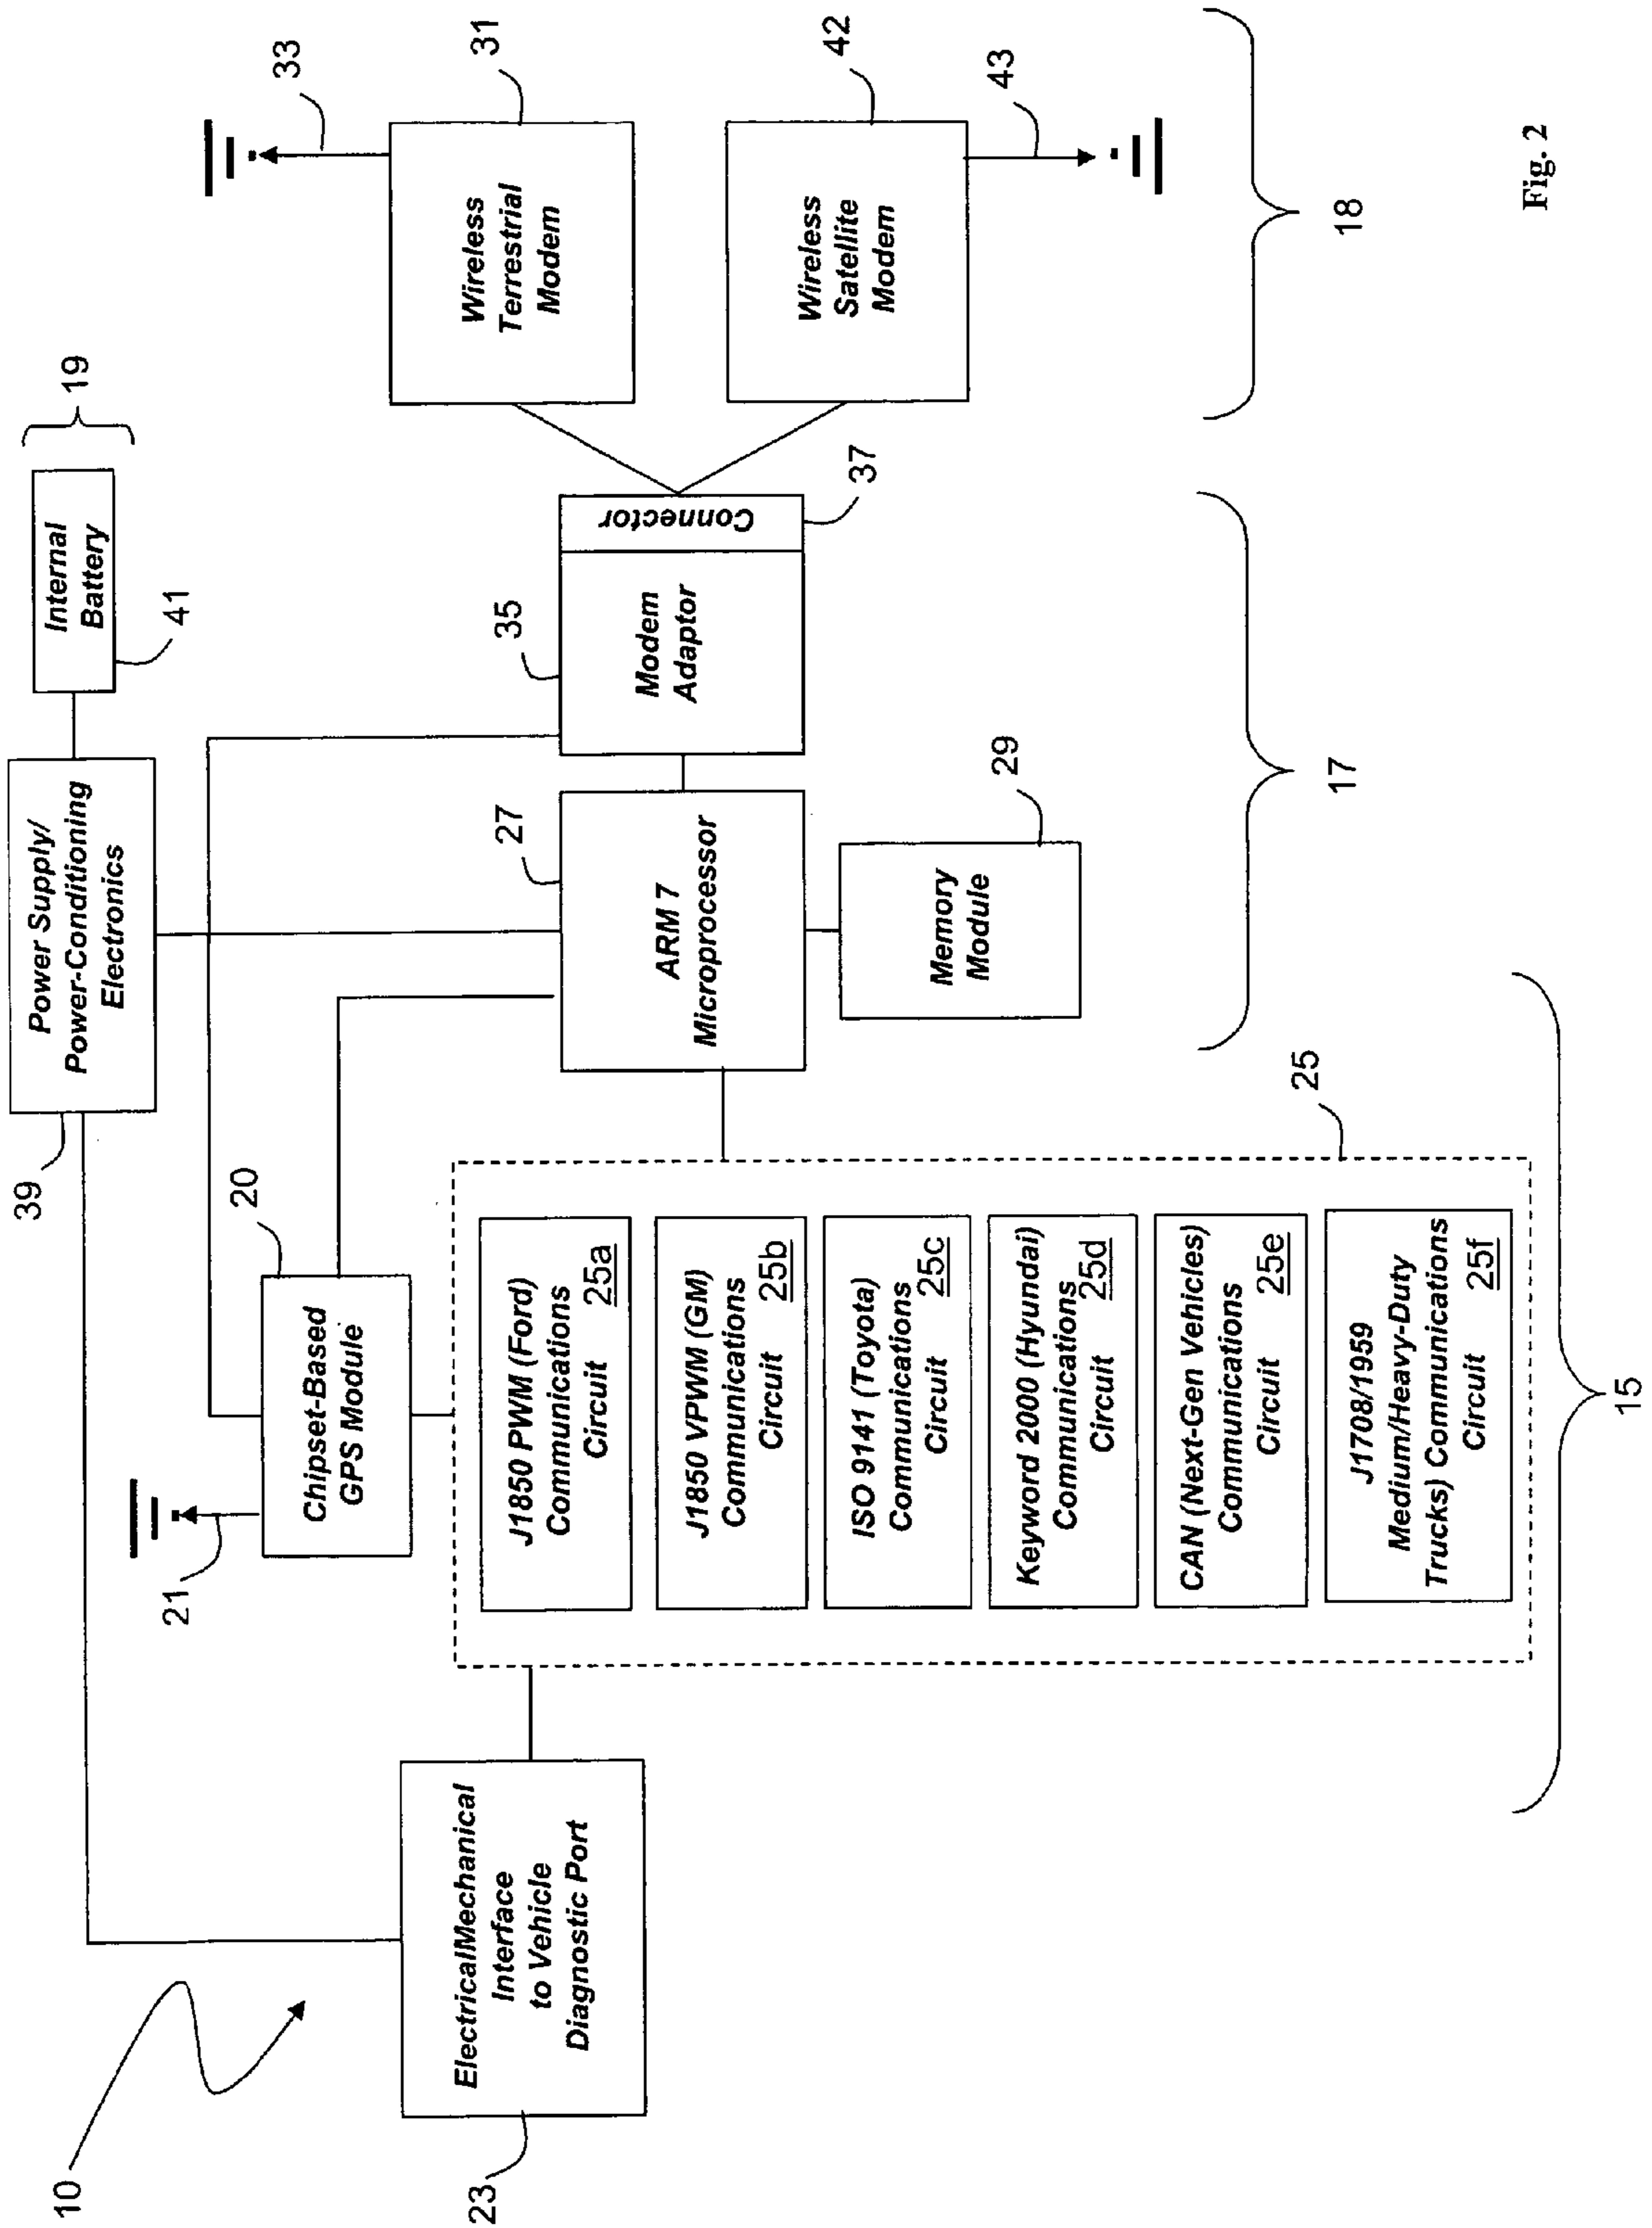 10
39
Power Supply/
Power-Conditioning
Electronics
Internal
Battery
19
41
21
20
Chipset-Based
GPS Module
33
31
Wireless
Terrestrial
Modem
23
ElectricalMechanical
Interface
to Vehicle
Diagnostic Port
J1850 PWM (Ford)
Communications
Circuit
25a
J1850 VPWM (GM)
Communications
Circuit
25b
ISO 9141 (Toyota)
Communications
Circuit
25c
Keyword 2000 (Hyundai)
Communications
Circuit
25d
CAN (Next-Gen Vehicles)
Communications
Circuit
25e
J1708/1959
Medium/Heavy-Duty
Trucks) Communications
Circuit
25f
25
27
ARM 7
Microprocessor
35
Modem
Adaptor
Connector
37
29
Memory
Module
42
Wireless
Satellite
Modem
43
15
17
18
Fig. 2